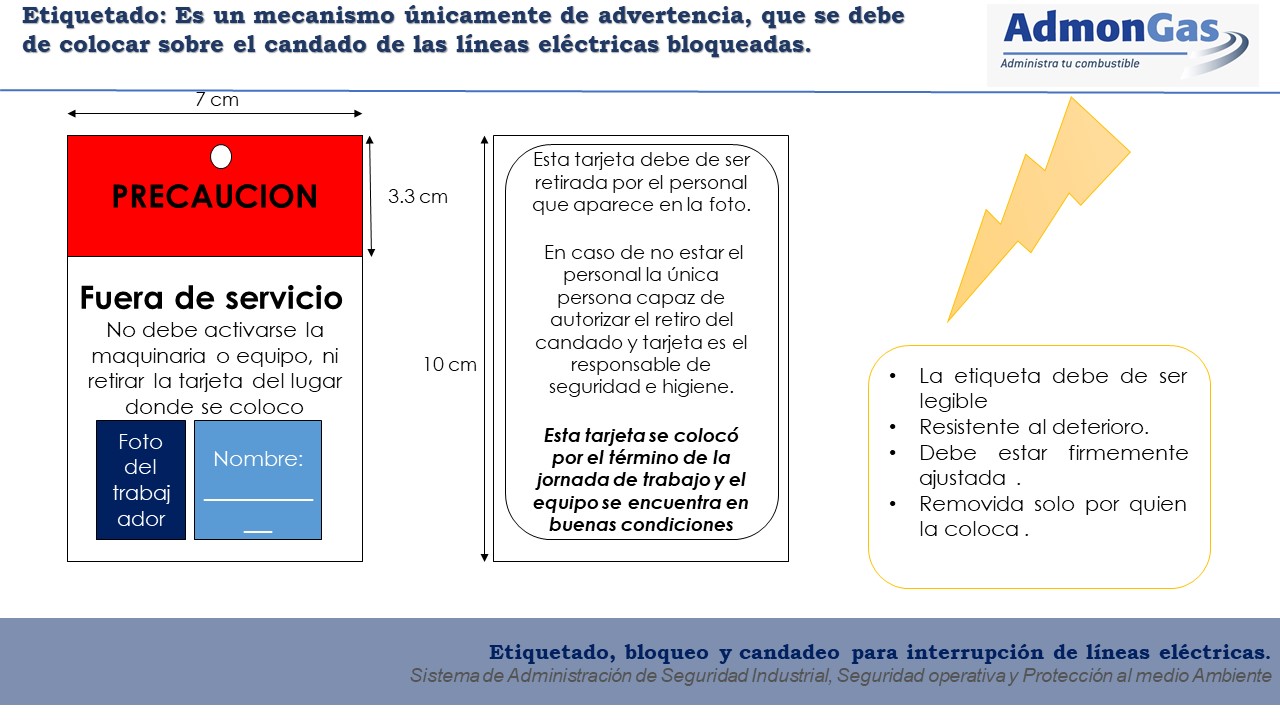 Etiquetado: Es un mecanismo únicamente de advertencia, que se debe
de colocar sobre el candado de las líneas eléctricas bloqueadas.
AdmonGas
Administra tu combustible
7 cm
PRECAUCION
3.3 cm
Fuera de servicio
No debe activarse la
maquinaria o equipo, ni
retirar la tarjeta del lugar
donde se coloco
Foto
del
trabaj
ador
Nombre:
___________
___
10 cm
Esta tarjeta debe de ser
retirada por el personal
que aparece en la foto.
En caso de no estar el
personal la única
persona capaz de
autorizar el retiro del
candado y tarjeta es el
responsable de
seguridad e higiene.
Esta tarjeta se colocó
por el término de la
jornada de trabajo y el
equipo se encuentra en
buenas condiciones
• La etiqueta debe de ser
legible
• Resistente al deterioro.
• Debe estar firmemente
ajustada .
• Removida solo por quien
la coloca .
Etiquetado, bloqueo y candadeo para interrupción de líneas eléctricas.
Sistema de Administración de Seguridad Industrial, Seguridad operativa y Protección al medio Ambiente